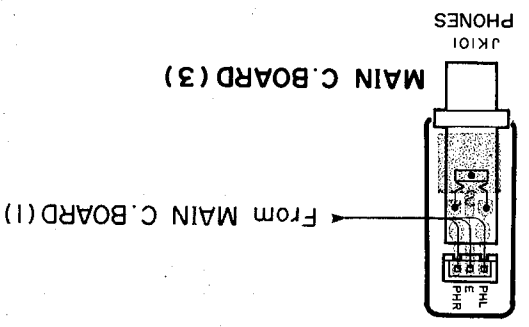 PHL
E
PHR
From MAIN C.BOARD(1)
MAIN C.BOARD(3)
JK101
PHONES